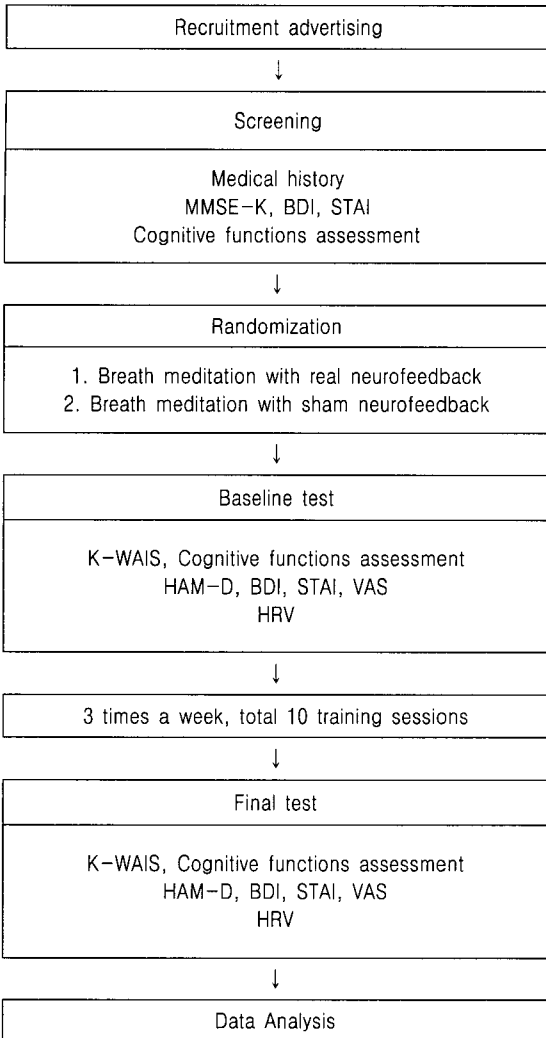 Recruitment advertising
↓
Screening
Medical history
MMSE-K, BDI, STAI
Cognitive functions assessment
↓
Randomization
1. Breath meditation with real neurofeedback
2. Breath meditation with sham neurofeedback
↓
Baseline test
K-WAIS, Cognitive functions assessment
HAM-D, BDI, STAI, VAS
HRV
↓
3 times a week, total 10 training sessions
↓
Final test
K-WAIS, Cognitive functions assessment
HAM-D, BDI, STAI, VAS
HRV
↓
Data Analysis